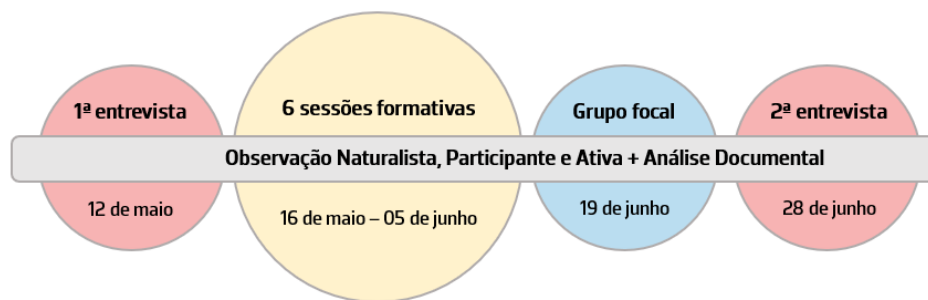 1ª entrevista
6 sessões formativas
Grupo focal
2ª entrevista
Observação Naturalista, Participante e Ativa + Análise Documental
12 de maio
16 de maio – 05 de junho
19 de junho
28 de junho